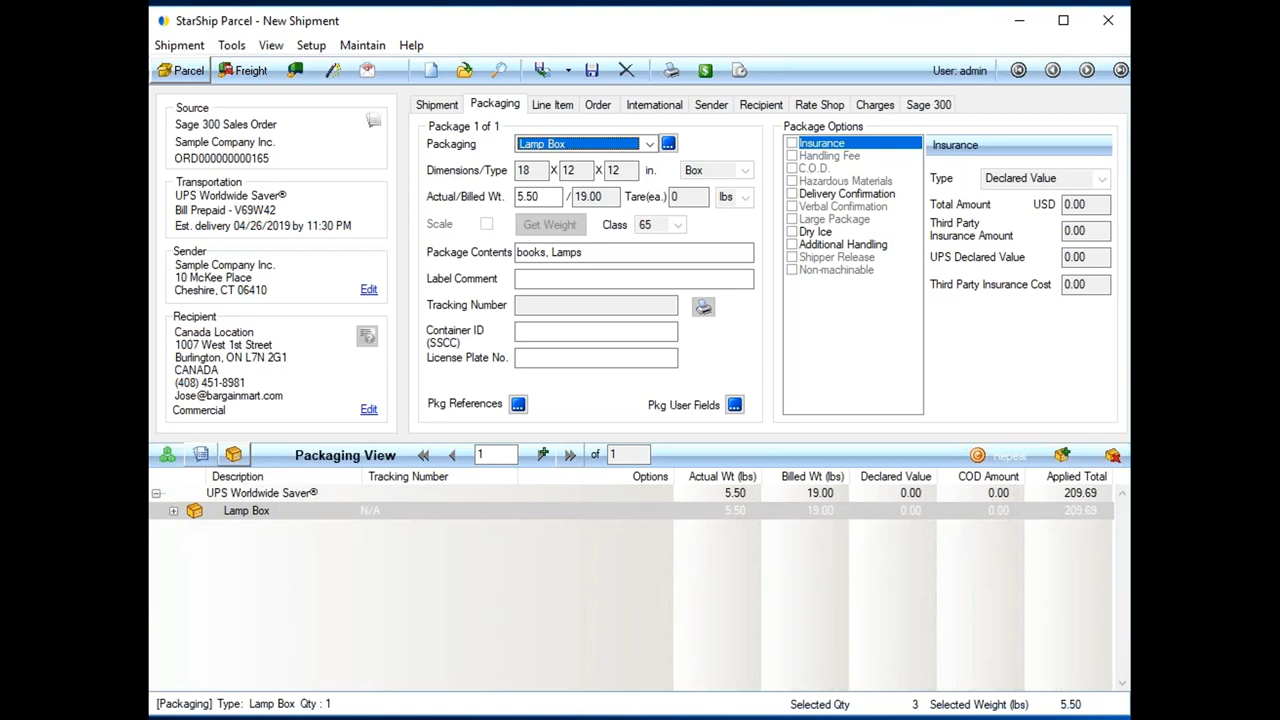 StarShip Parcel - New Shipment
Shipment Tools View Setup Maintain Help
Parcel Freight User: admin
Source
Sage 300 Sales Order
Sample Company Inc.
ORD000000000165
Transportation
UPS Worldwide Saver®
Bill Prepaid - V69W42
Est. delivery 04/26/2019 by 11:30 PM
Sender
Sample Company Inc.
10 McKee Place
Cheshire, CT 06410 Edit
Recipient
Canada Location
1007 West 1st Street
Burlington, ON L7N 2G1
CANADA
(408) 451-8981
Jose@bargainmart.com
Commercial Edit
Shipment Packaging Line Item Order International Sender Recipient Rate Shop Charges Sage 300
Package 1 of 1
Packaging Lamp Box
Dimensions/Type 18 X 12 X 12 in. Box
Actual/Billed Wt. 5.50 / 19.00 Tare(ea.) 0 lbs
Scale Get Weight Class 65
Package Contents books, Lamps
Label Comment
Tracking Number
Container ID
(SSCC)
License Plate No.
Pkg References Pkg User Fields
Package Options
Insurance
Handling Fee
C.O.D.
Hazardous Materials
Delivery Confirmation
Verbal Confirmation
Large Package
Dry Ice
Additional Handling
Shipper Release
Non-machinable
Insurance
Type Declared Value
Total Amount USD 0.00
Third Party
Insurance Amount 0.00
UPS Declared Value 0.00
Third Party Insurance Cost 0.00
Packaging View 1 of 1 Repeat
Description Tracking Number Options Actual Wt (lbs) Billed Wt (lbs) Declared Value COD Amount Applied Total
UPS Worldwide Saver® 5.50 19.00 0.00 0.00 209.69
Lamp Box N/A 5.50 19.00 0.00 0.00 209.69
[Packaging] Type: Lamp Box Qty : 1 Selected Qty 3 Selected Weight (lbs) 5.50